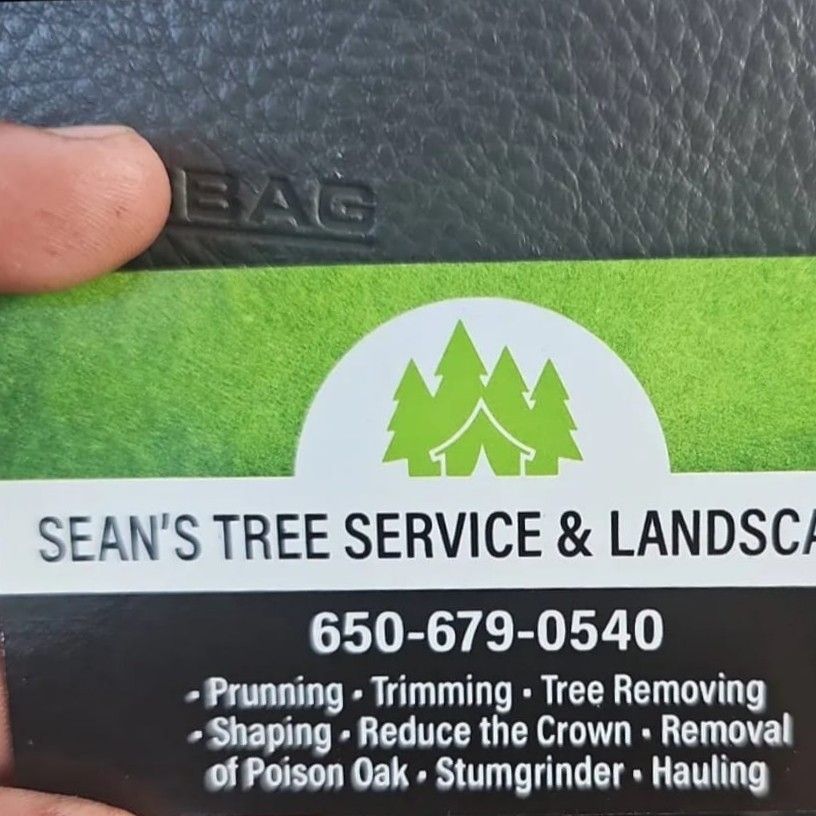 BAG
SEAN'S TREE SERVICE & LANDSCA
650-679-0540
- Prunning · Trimming · Tree Removing
- Shaping · Reduce the Crown · Removal
of Poison Oak · Stumgrinder · Hauling